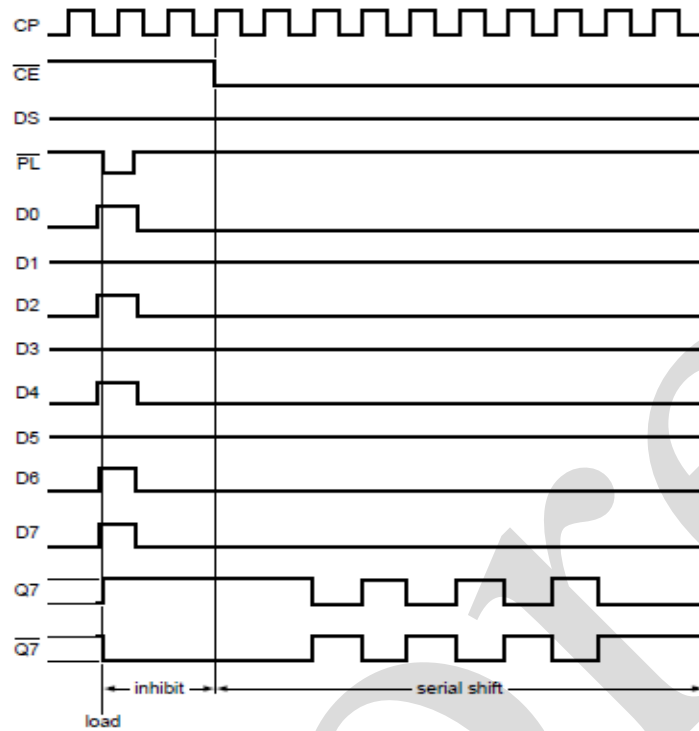 CP
CE
DS
PL
D0
D1
D2
D3
D4
D5
D6
D7
Q7
Q7
inhibit
serial shift
load